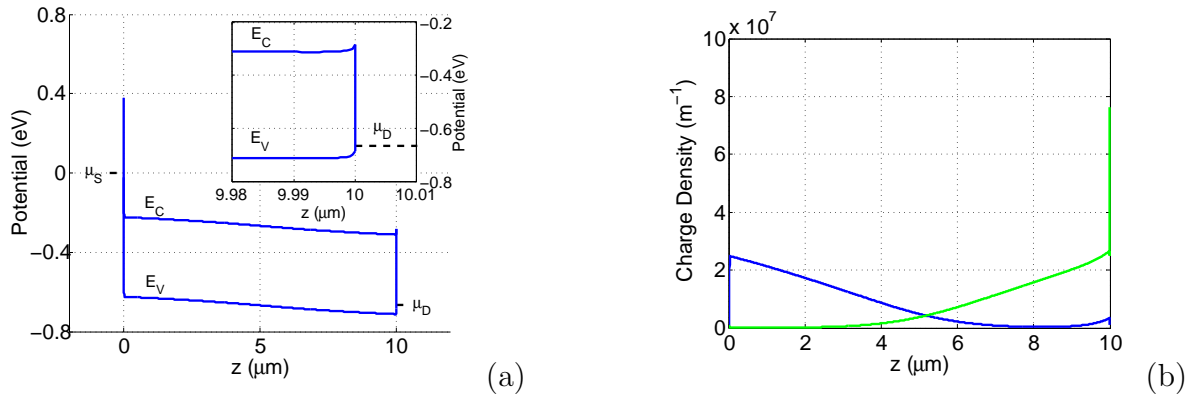 0.8
0.4
0
−0.4
−0.8
Potential (eV)
0
5
10
z (μm)
μS
EC
EV
μD
EC
EV
μD
−0.2
−0.4
−0.6
−0.8
Potential (eV)
9.98
9.99
10
10.01
z (μm)
(a)
x 10^7
10
8
6
4
2
0
Charge Density (m^−1)
0
2
4
6
8
10
z (μm)
(b)